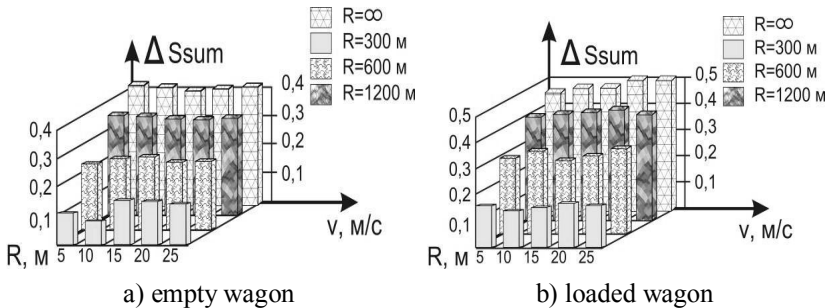 R=∞
R=300 м
R=600 м
R=1200 м
Δ Ssum
0,4
0,3
0,2
0,1
0,4
0,3
0,2
0,1
R, м
5 10 15 20 25
v, м/с
a) empty wagon
R=∞
R=300 м
R=600 м
R=1200 м
Δ Ssum
0,5
0,4
0,3
0,2
0,1
0,5
0,4
0,3
0,2
0,1
R, м
5 10 15 20 25
v, м/с
b) loaded wagon